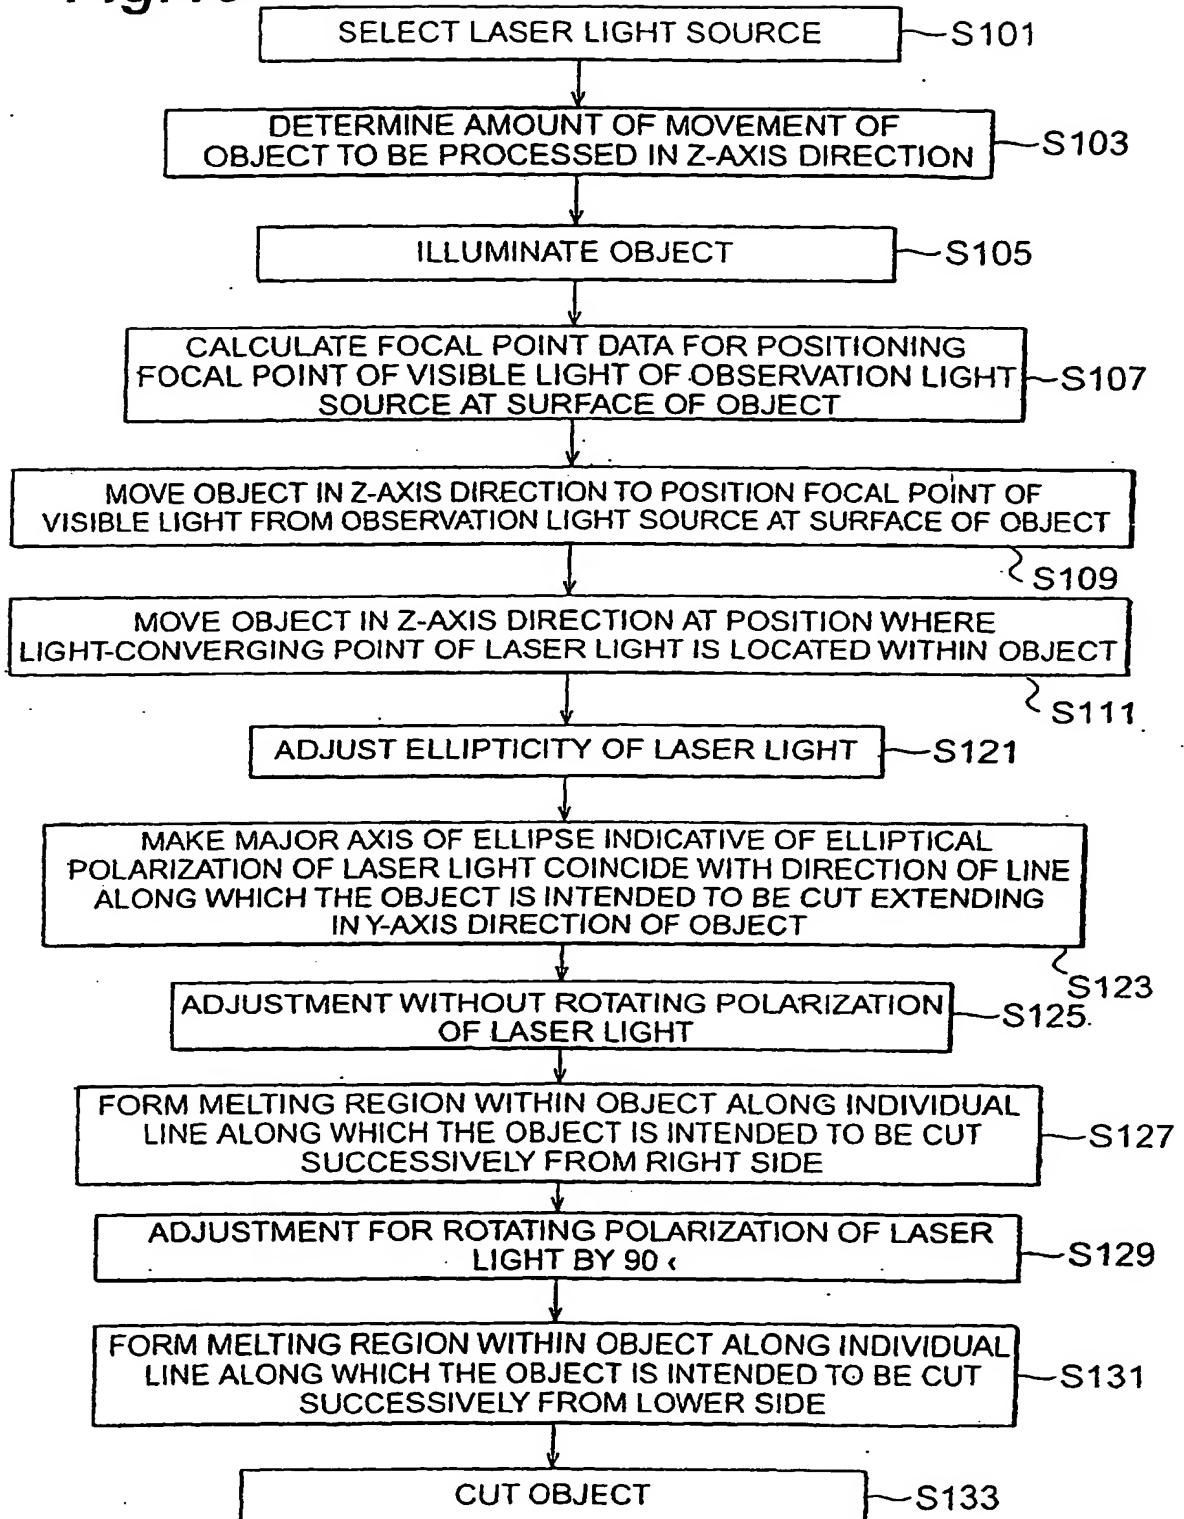 SELECT LASER LIGHT SOURCE
S101
DETERMINE AMOUNT OF MOVEMENT OF
OBJECT TO BE PROCESSED IN Z-AXIS DIRECTION
S103
ILLUMINATE OBJECT
S105
CALCULATE FOCAL POINT DATA FOR POSITIONING
FOCAL POINT OF VISIBLE LIGHT OF OBSERVATION LIGHT
SOURCE AT SURFACE OF OBJECT
S107
MOVE OBJECT IN Z-AXIS DIRECTION TO POSITION FOCAL POINT OF
VISIBLE LIGHT FROM OBSERVATION LIGHT SOURCE AT SURFACE OF OBJECT
S109
MOVE OBJECT IN Z-AXIS DIRECTION AT POSITION WHERE
LIGHT-CONVERGING POINT OF LASER LIGHT IS LOCATED WITHIN OBJECT
S111
ADJUST ELLIPTICITY OF LASER LIGHT
S121
MAKE MAJOR AXIS OF ELLIPSE INDICATIVE OF ELLIPTICAL
POLARIZATION OF LASER LIGHT COINCIDE WITH DIRECTION OF LINE
ALONG WHICH THE OBJECT IS INTENDED TO BE CUT EXTENDING
IN Y-AXIS DIRECTION OF OBJECT
S123
ADJUSTMENT WITHOUT ROTATING POLARIZATION
OF LASER LIGHT
S125
FORM MELTING REGION WITHIN OBJECT ALONG INDIVIDUAL
LINE ALONG WHICH THE OBJECT IS INTENDED TO BE CUT
SUCCESSIVELY FROM RIGHT SIDE
S127
ADJUSTMENT FOR ROTATING POLARIZATION OF LASER
LIGHT BY 90 ‹
S129
FORM MELTING REGION WITHIN OBJECT ALONG INDIVIDUAL
LINE ALONG WHICH THE OBJECT IS INTENDED TO BE CUT
SUCCESSIVELY FROM LOWER SIDE
S131
CUT OBJECT
S133